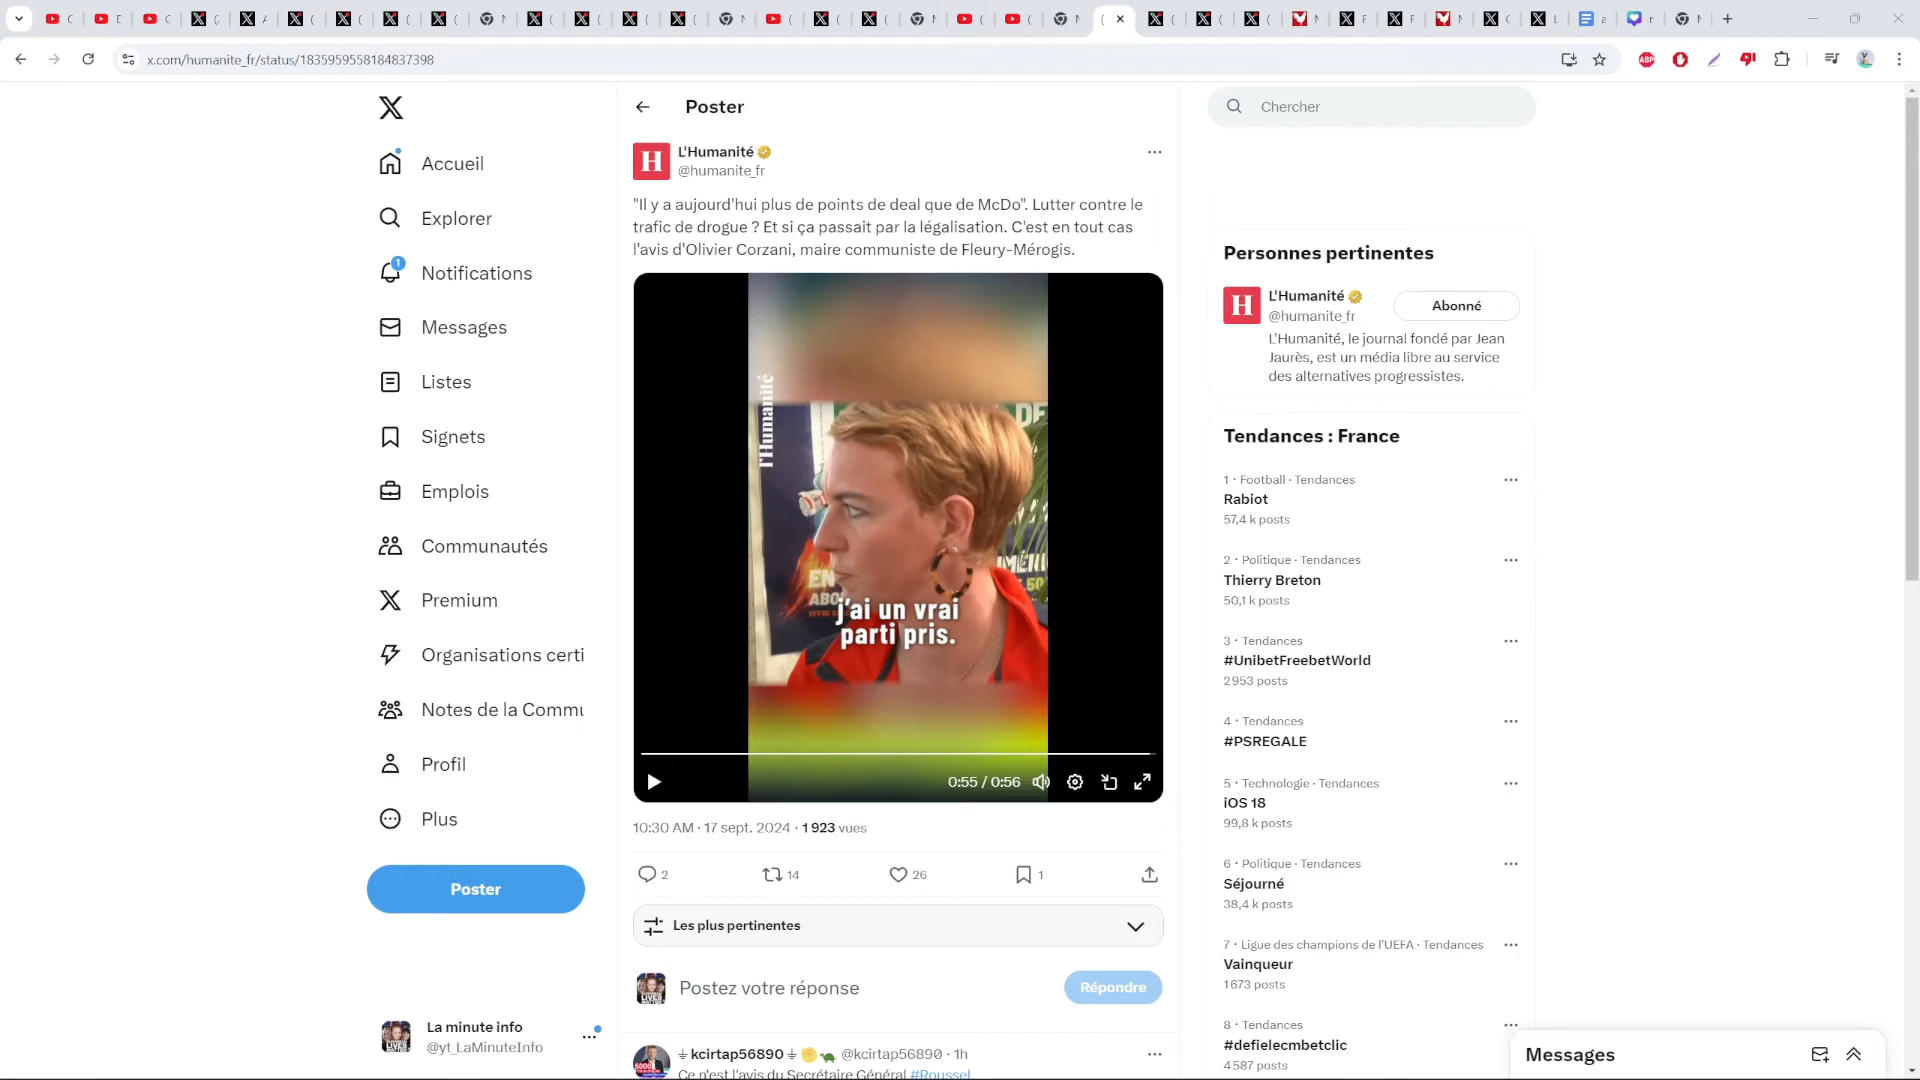 x.com/humanite_fr/status/1835959558184837398
Accueil
Explorer
1
Notifications
Messages
Listes
Signets
Emplois
Communautés
Premium
Organisations certi
Notes de la Commu
Profil
Plus
Poster
La minute info
@yt_LaMinuteInfo
Poster
H
L'Humanité
@humanite_fr
"Il y a aujourd'hui plus de points de deal que de McDo". Lutter contre le
trafic de drogue ? Et si ça passait par la légalisation. C'est en tout cas
l'avis d'Olivier Corzani, maire communiste de Fleury-Mérogis.
l'Humanité
j'ai un vrai
parti pris.
0:55 / 0:56
10:30 AM · 17 sept. 2024 · 1 923 vues
2
14
26
1
Les plus pertinentes
Postez votre réponse
Répondre
kcirtap56890
@kcirtap56890 · 1h
Ce n'est l'avis du Secrétaire Général #Roussel
Chercher
Personnes pertinentes
H
L'Humanité
@humanite_fr
Abonné
L'Humanité, le journal fondé par Jean
Jaurès, est un média libre au service
des alternatives progressistes.
Tendances : France
1 · Football · Tendances
Rabiot
57,4 k posts
2 · Politique · Tendances
Thierry Breton
50,1 k posts
3 · Tendances
#UnibetFreebetWorld
2 953 posts
4 · Tendances
#PSREGALE
5 · Technologie · Tendances
iOS 18
99,8 k posts
6 · Politique · Tendances
Séjourné
38,4 k posts
7 · Ligue des champions de l'UEFA · Tendances
Vainqueur
1 673 posts
8 · Tendances
#defielecmbetclic
4 587 posts
Messages